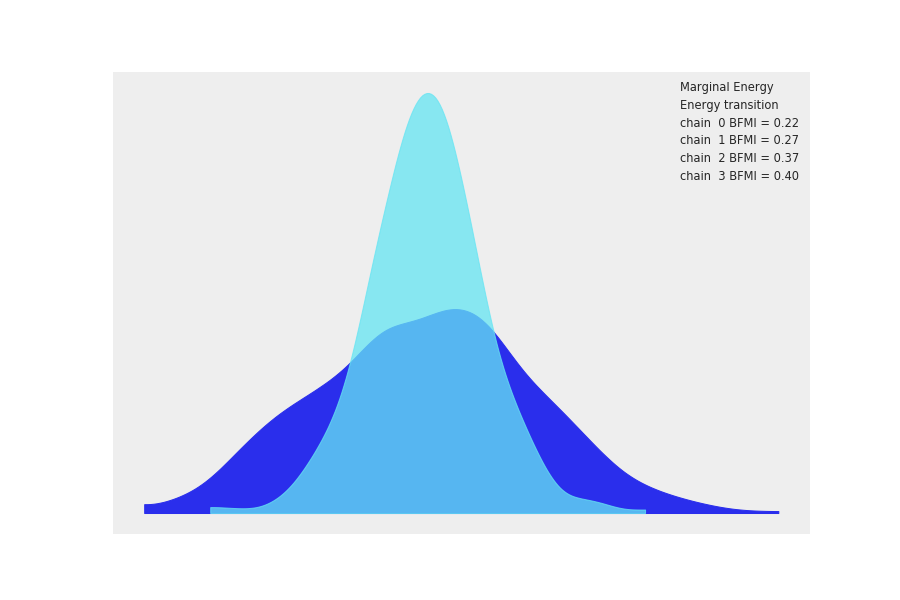 Marginal Energy
Energy transition
chain  0 BFMI = 0.22
chain  1 BFMI = 0.27
chain  2 BFMI = 0.37
chain  3 BFMI = 0.40